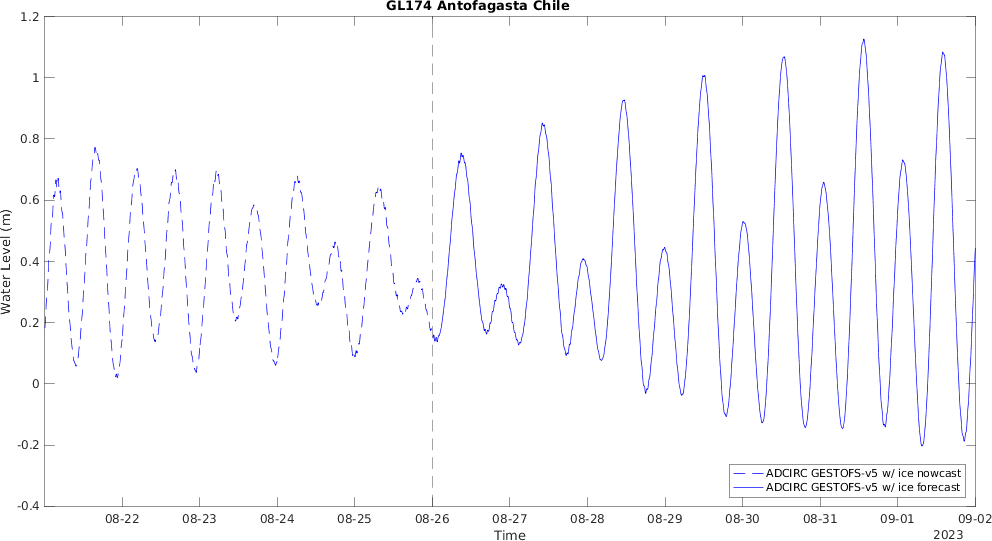 GL174 Antofagasta Chile
Water Level (m)
1.2
1
0.8
0.6
0.4
0.2
0
-0.2
-0.4
ADCIRC GESTOFS-v5 w/ ice nowcast
ADCIRC GESTOFS-v5 w/ ice forecast
08-22 08-23 08-24 08-25 08-26 08-27 08-28 08-29 08-30 08-31 09-01 09-02
Time
2023